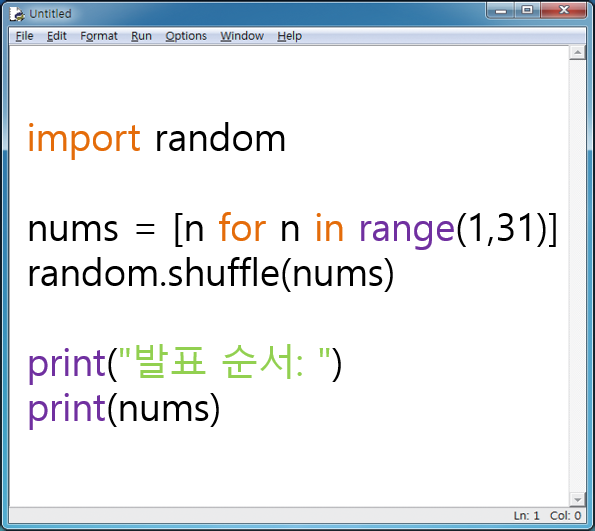 Untitled
File Edit Format Run Options Window Help
import random
nums = [n for n in range(1,31)]
random.shuffle(nums)
print("발표 순서: ")
print(nums)
Ln: 1 Col: 0